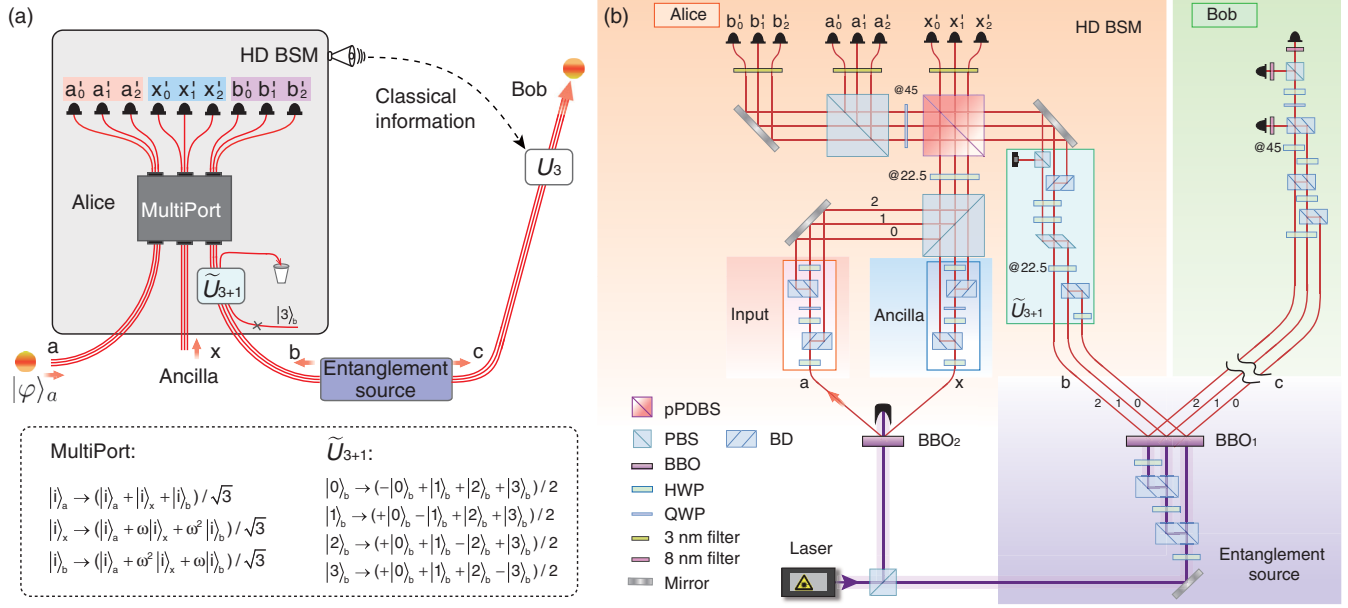 (a)
HD BSM
a'0 a'1 a'2 x'0 x'1 x'2 b'0 b'1 b'2
Classical information
Bob
U3
Alice
MultiPort
Ũ3+1
|3⟩b
a
x
b
c
Ancilla
Entanglement source
|φ⟩a
MultiPort:
|i⟩a → (|i⟩a + |i⟩x + |i⟩b) / √3
|i⟩x → (|i⟩a + ω|i⟩x + ω²|i⟩b) / √3
|i⟩b → (|i⟩a + ω²|i⟩x + ω|i⟩b) / √3
Ũ3+1:
|0⟩b → (−|0⟩b + |1⟩b + |2⟩b + |3⟩b) / 2
|1⟩b → (+|0⟩b − |1⟩b + |2⟩b + |3⟩b) / 2
|2⟩b → (+|0⟩b + |1⟩b − |2⟩b + |3⟩b) / 2
|3⟩b → (+|0⟩b + |1⟩b + |2⟩b − |3⟩b) / 2
(b)
Alice
b'0 b'1 b'2
a'0 a'1 a'2
x'0 x'1 x'2
HD BSM
Bob
@45
@45
@22.5
2
1
0
@22.5
Ũ3+1
Input
Ancilla
a
x
b
c
2 1 0
2 1 0
pPDBS
PBS
BD
BBO
HWP
QWP
3 nm filter
8 nm filter
Mirror
BBO2
BBO1
Laser
Entanglement source